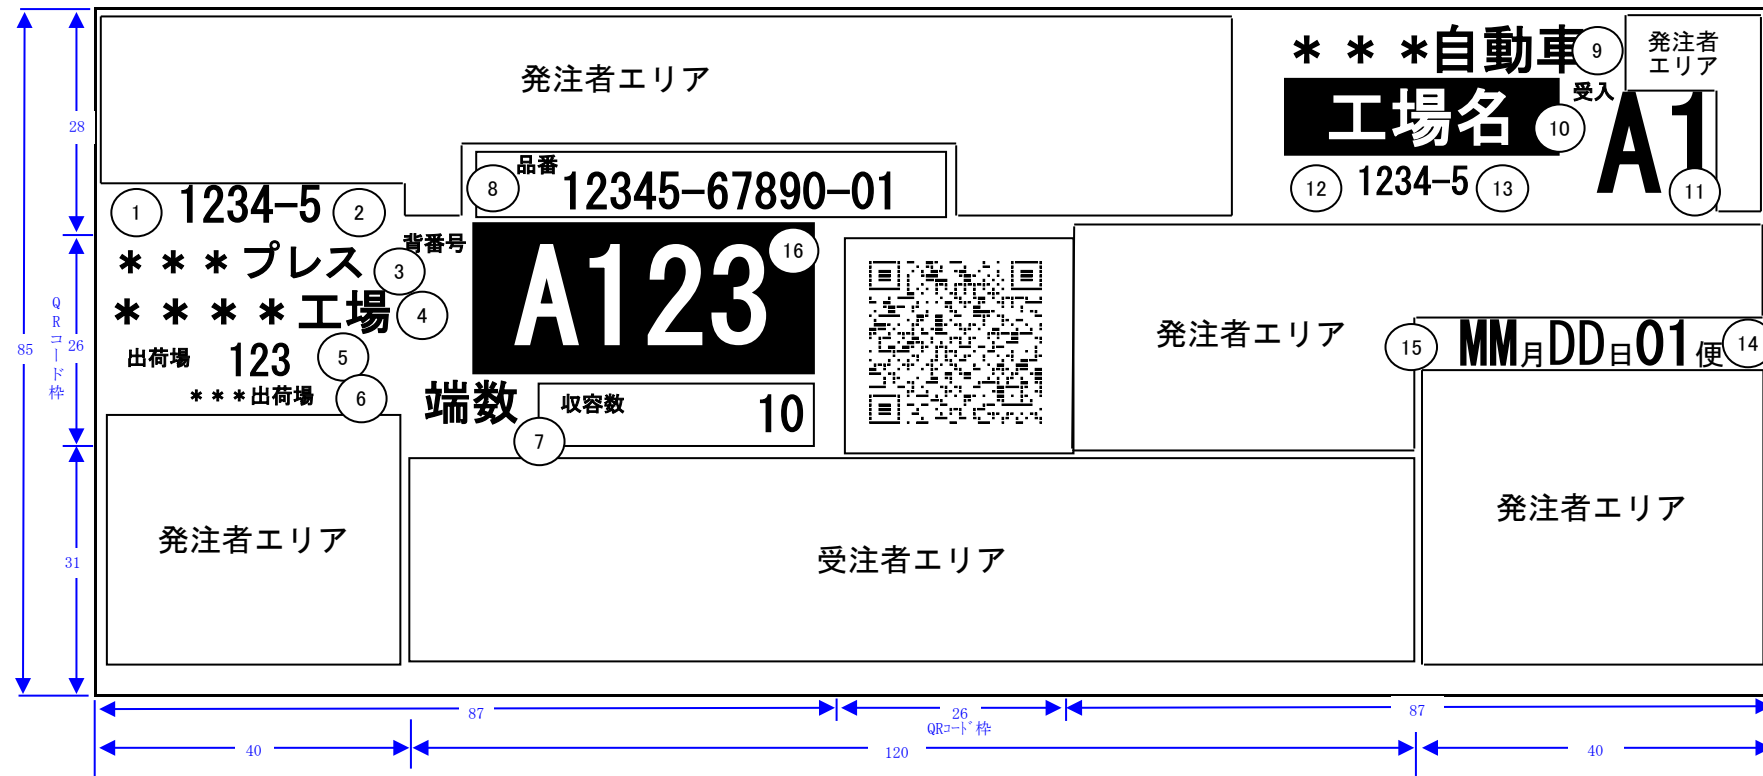 発注者エリア
＊＊＊自動車
9
発注者
エリア
28
工場名
10
受入
A1
11
8
品番
12345-67890-01
12
1234-5
13
1
1234-5
2
＊＊＊プレス
3
背番号
A123
16
＊＊＊＊工場
4
発注者エリア
15
MM月DD日01便
14
85
QRコード枠
26
出荷場
123
5
＊＊＊出荷場
6
端数
収容数
10
7
発注者エリア
31
発注者エリア
受注者エリア
87
26
QRｺｰﾄﾞ枠
87
40
120
40